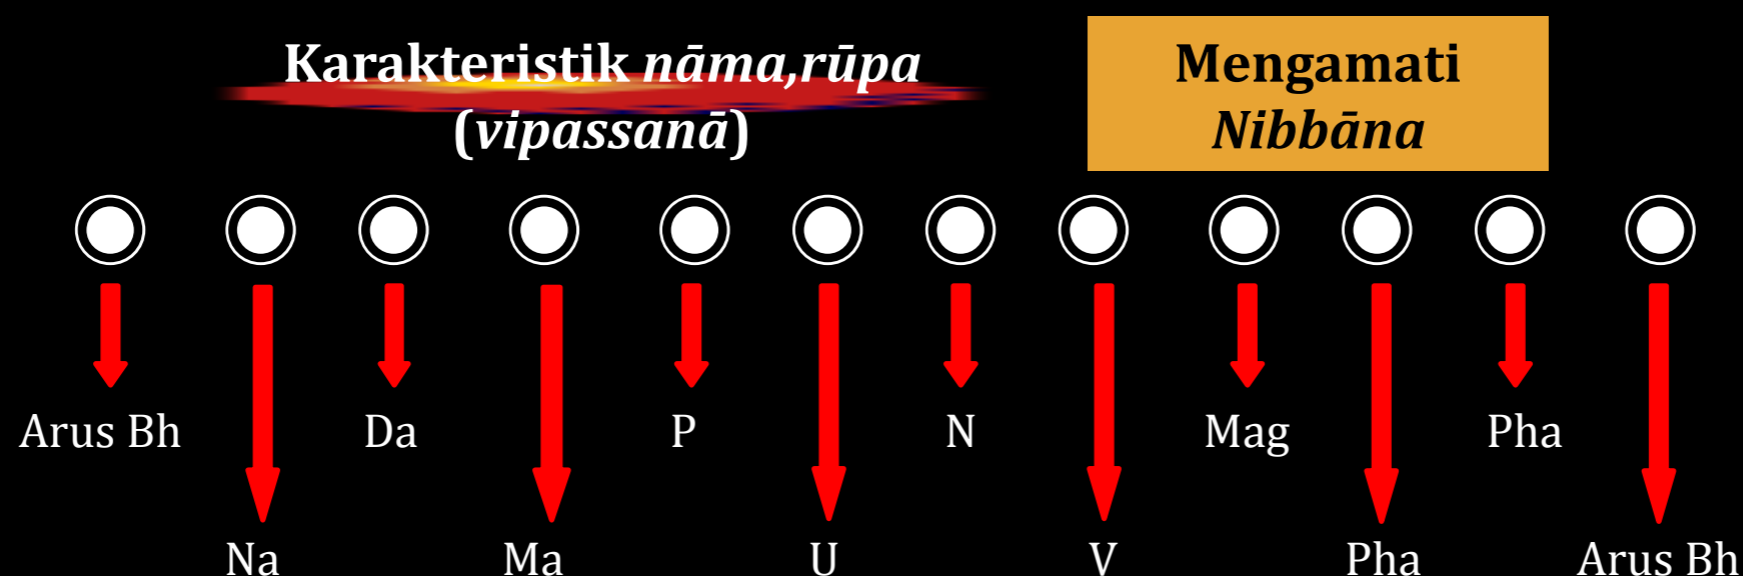 Karakteristik nāma,rūpa
(vipassanā)
Mengamati
Nibbāna
Arus Bh
Da
P
N
Mag
Pha
Na
Ma
U
V
Pha
Arus Bh